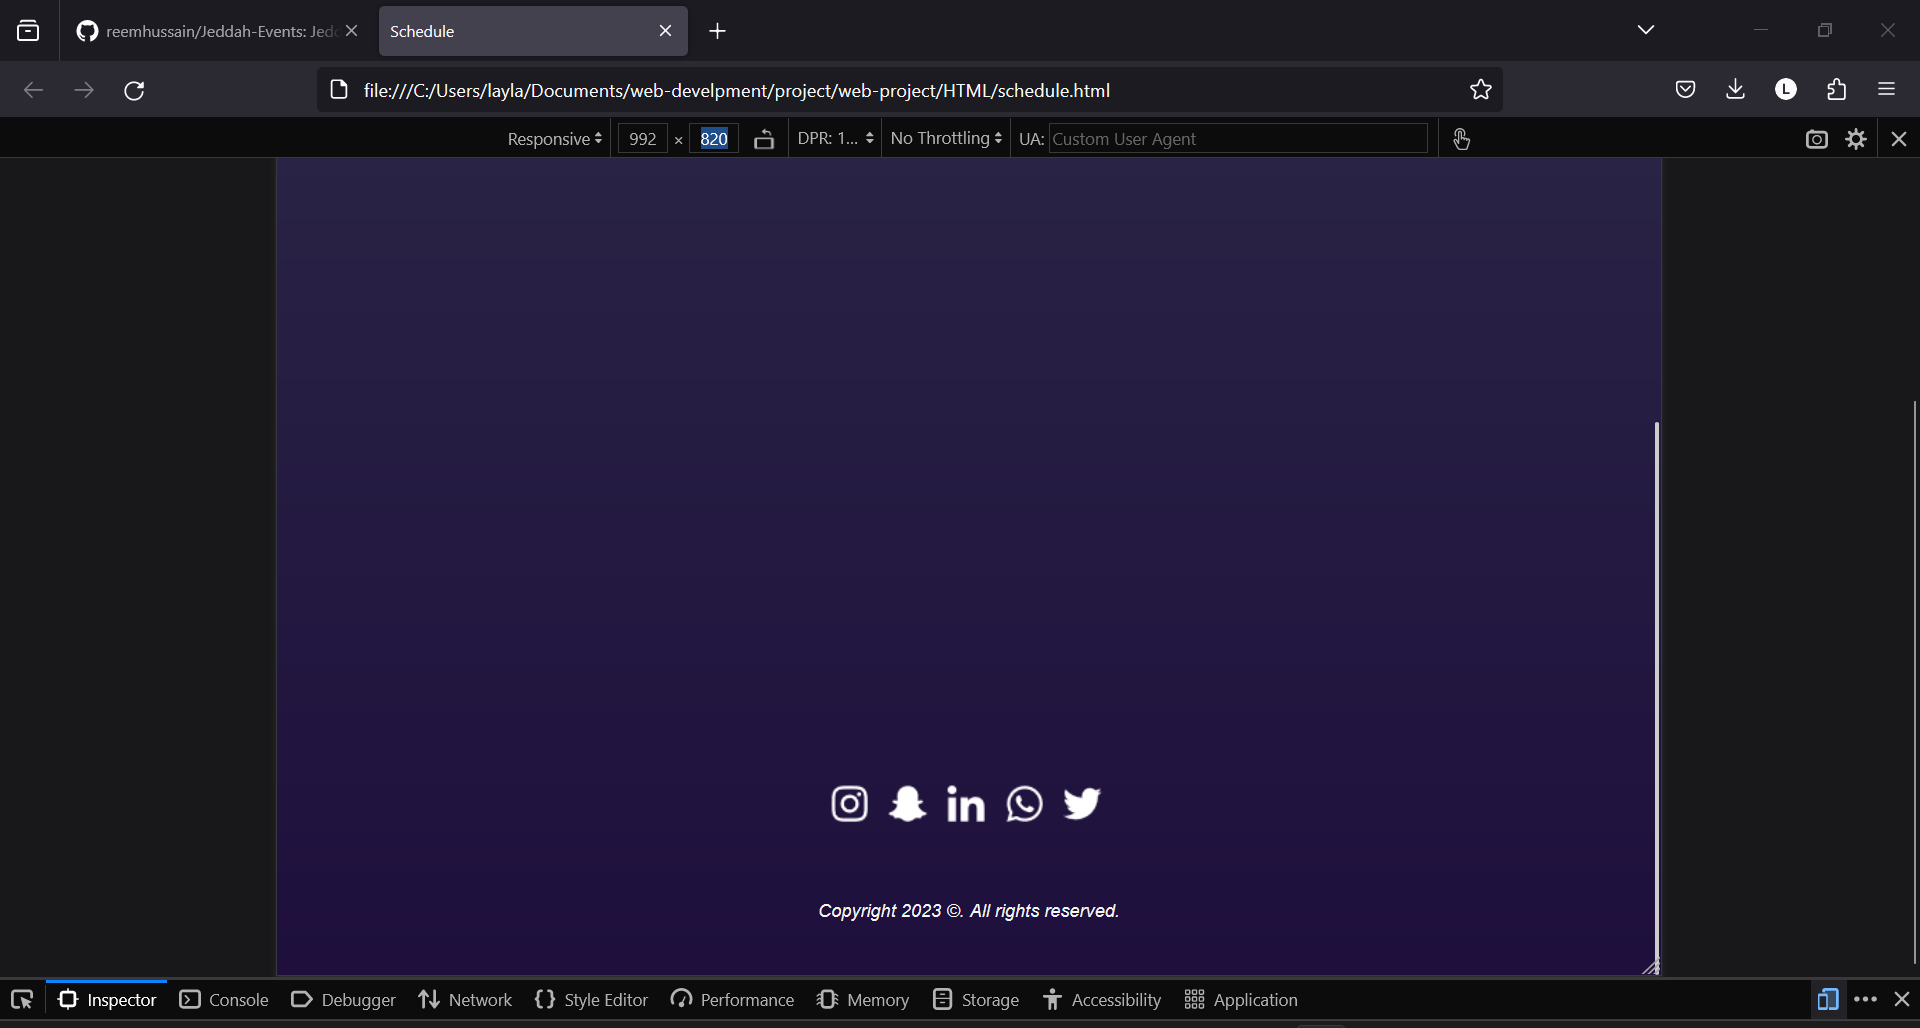 reemhussain/Jeddah-Events: Jedd
Schedule
file:///C:/Users/layla/Documents/web-develpment/project/web-project/HTML/schedule.html
L
Responsive 992 × 820 DPR: 1... No Throttling UA: Custom User Agent
in
Copyright 2023 ©. All rights reserved.
Inspector Console Debugger Network Style Editor Performance Memory Storage Accessibility Application